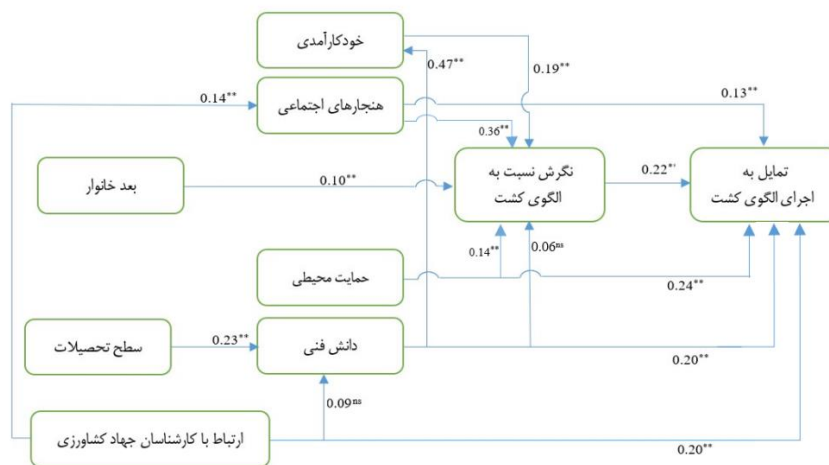 خودکارآمدی
0.47**
0.19**
0.14**
هنجارهای اجتماعی
0.13**
0.36**
بعد خانوار
0.10**
نگرش نسبت به
الگوی کشت
0.22**
تمایل به
اجرای الگوی کشت
حمایت محیطی
0.14**
0.06ns
0.24**
سطح تحصیلات
0.23**
دانش فنی
0.20**
0.09ns
ارتباط با کارشناسان جهاد کشاورزی
0.20**